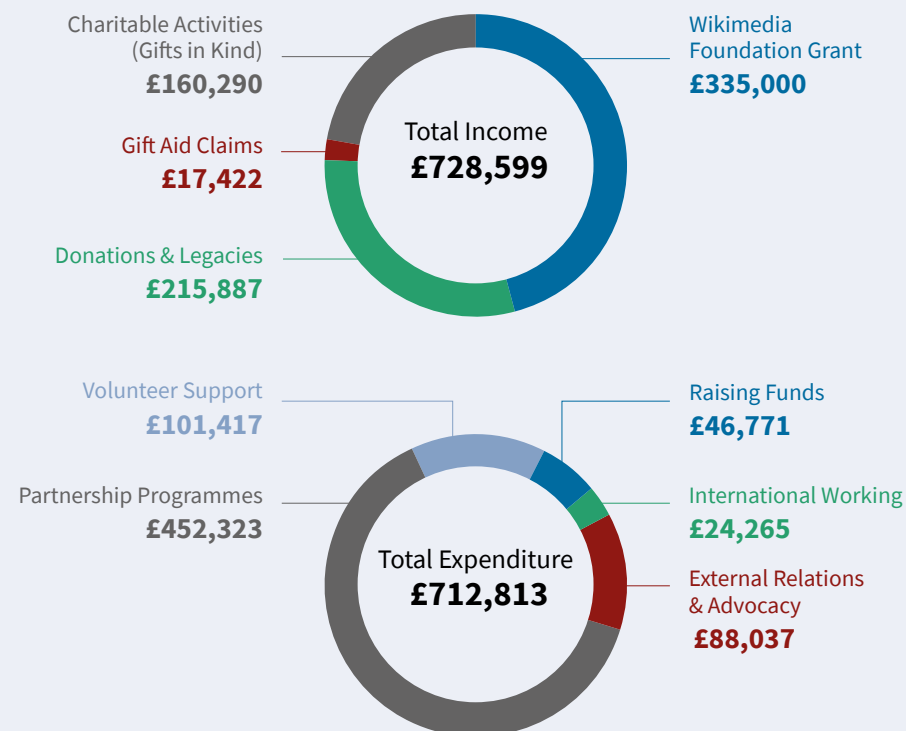 Charitable Activities
(Gifts in Kind)
£160,290
Gift Aid Claims
£17,422
Donations & Legacies
£215,887
Total Income
£728,599
Wikimedia
Foundation Grant
£335,000
Volunteer Support
£101,417
Partnership Programmes
£452,323
Total Expenditure
£712,813
Raising Funds
£46,771
International Working
£24,265
External Relations
& Advocacy
£88,037